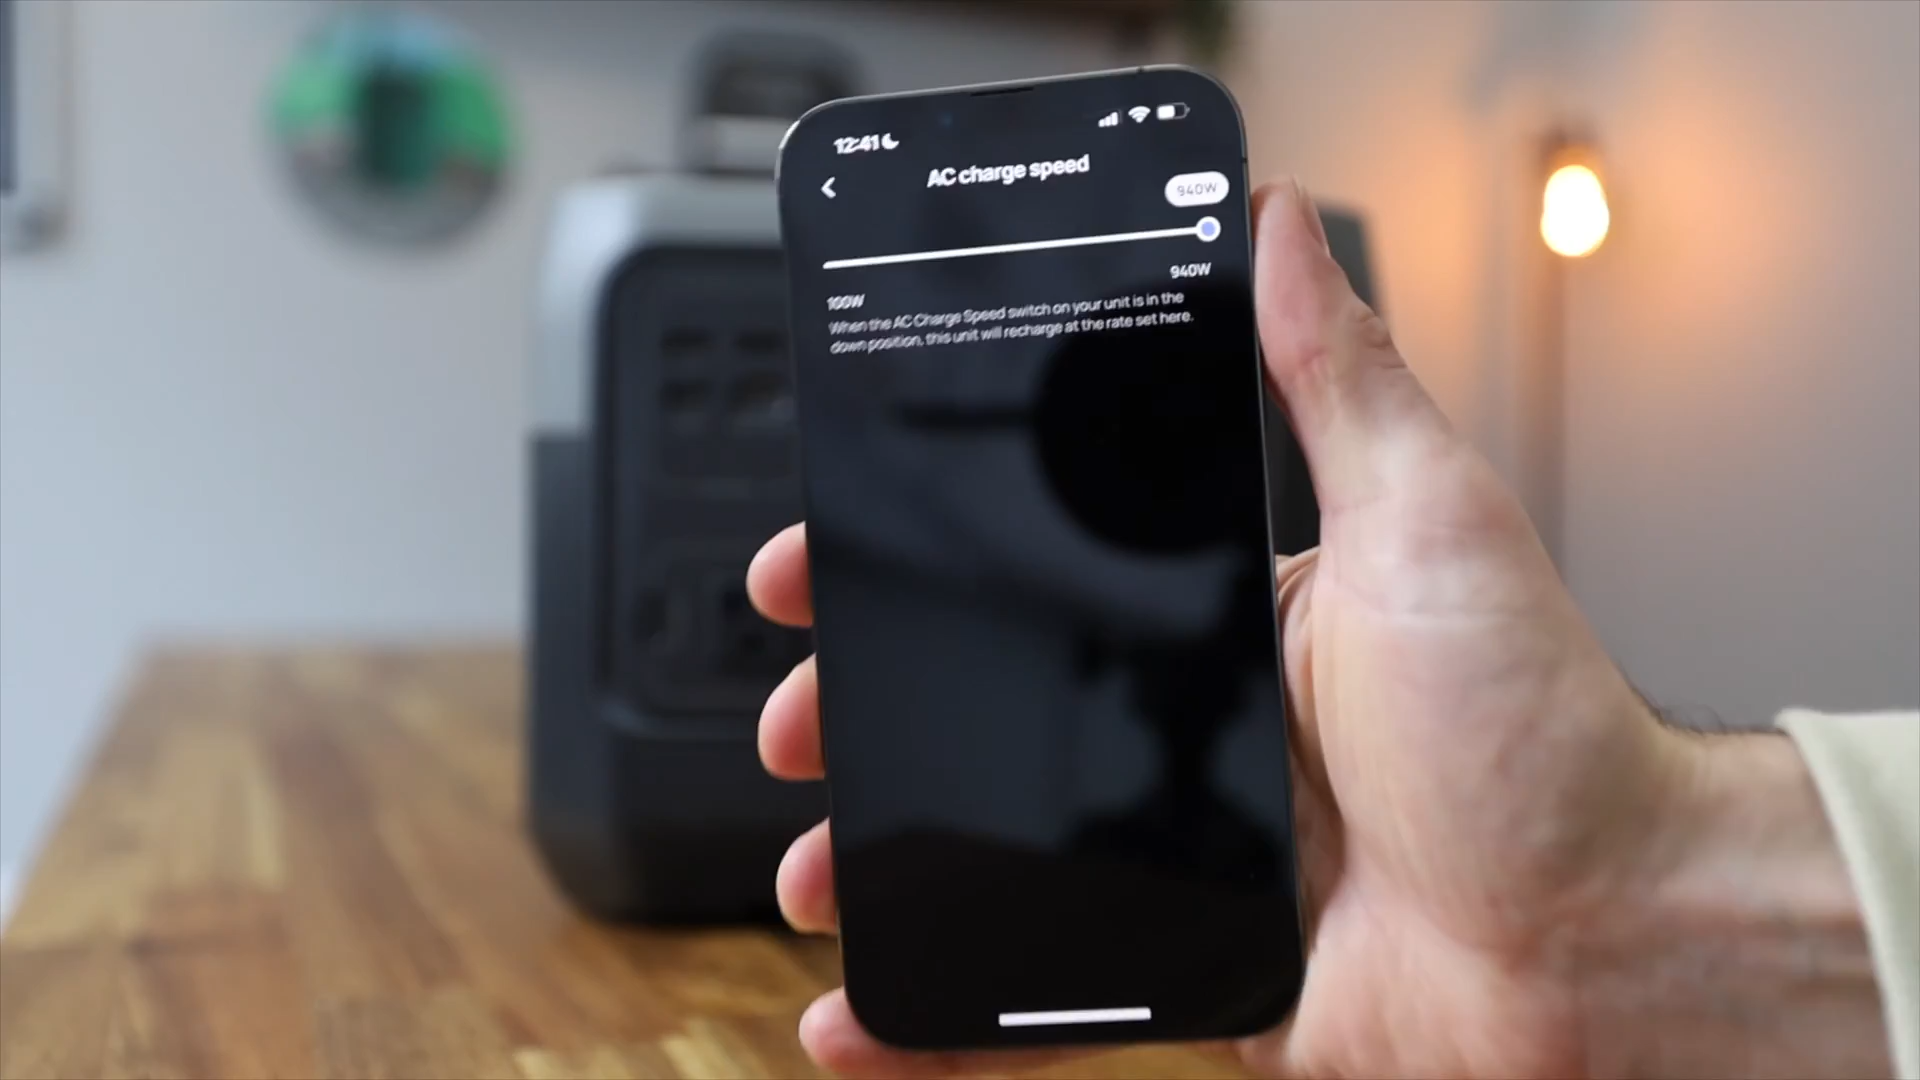 12:41
AC charge speed
940W
100W
940W
When the AC Charge Speed switch on your unit is in the
down position, this unit will recharge at the rate set here.